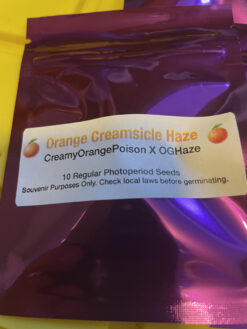 Orange Creamsicle Haze
CreamyOrangePoison X OGHaze
10 Regular Photoperiod Seeds
Souvenir Purposes Only. Check local laws before germinating.